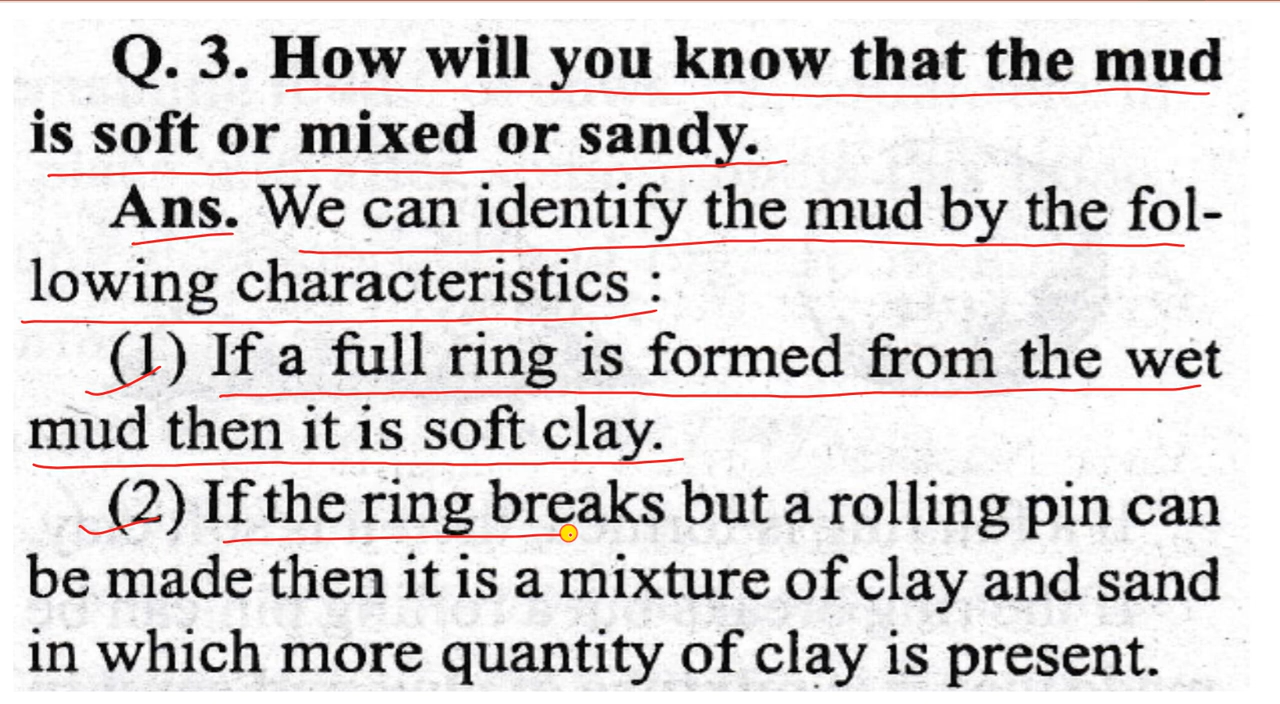 Q. 3. How will you know that the mud
is soft or mixed or sandy.
Ans. We can identify the mud by the fol-
lowing characteristics :
(1) If a full ring is formed from the wet
mud then it is soft clay.
(2) If the ring breaks but a rolling pin can
be made then it is a mixture of clay and sand
in which more quantity of clay is present.